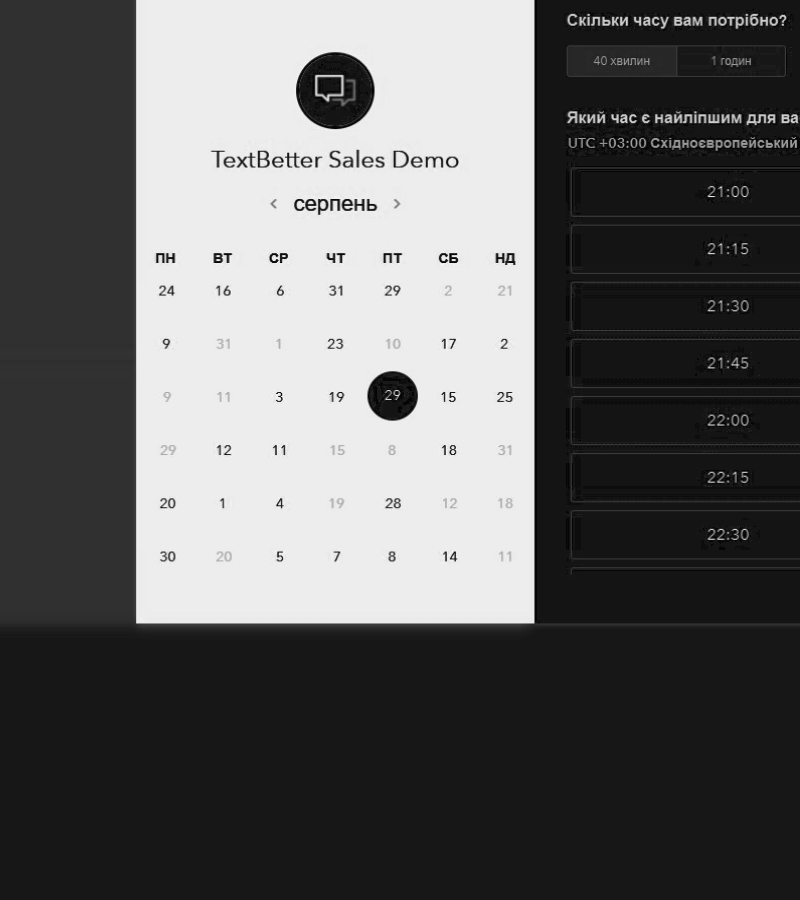 TextBetter Sales Demo
< серпень >
ПН ВТ СР ЧТ ПТ СБ НД
24 16 6 31 29 2 21
9 31 1 23 10 17 2
9 11 3 19 29 15 25
29 12 11 15 8 18 31
20 1 4 19 28 12 18
30 20 5 7 8 14 11
Скільки часу вам потрібно?
40 хвилин 1 годин
Який час є найліпшим для ва
UTC +03:00 Східноєвропейський
21:00
21:15
21:30
21:45
22:00
22:15
22:30